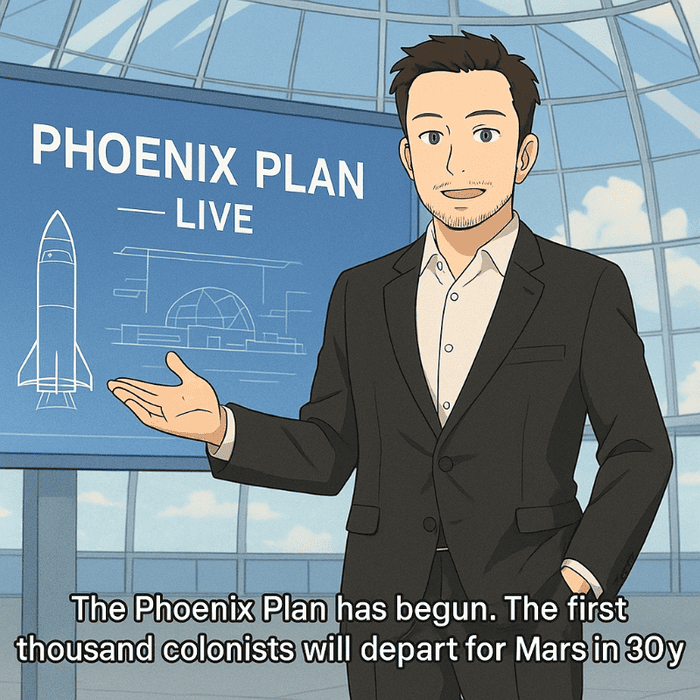 PHOENIX PLAN
— LIVE
The Phoenix Plan has begun. The first
thousand colonists will depart for Mars in 30y